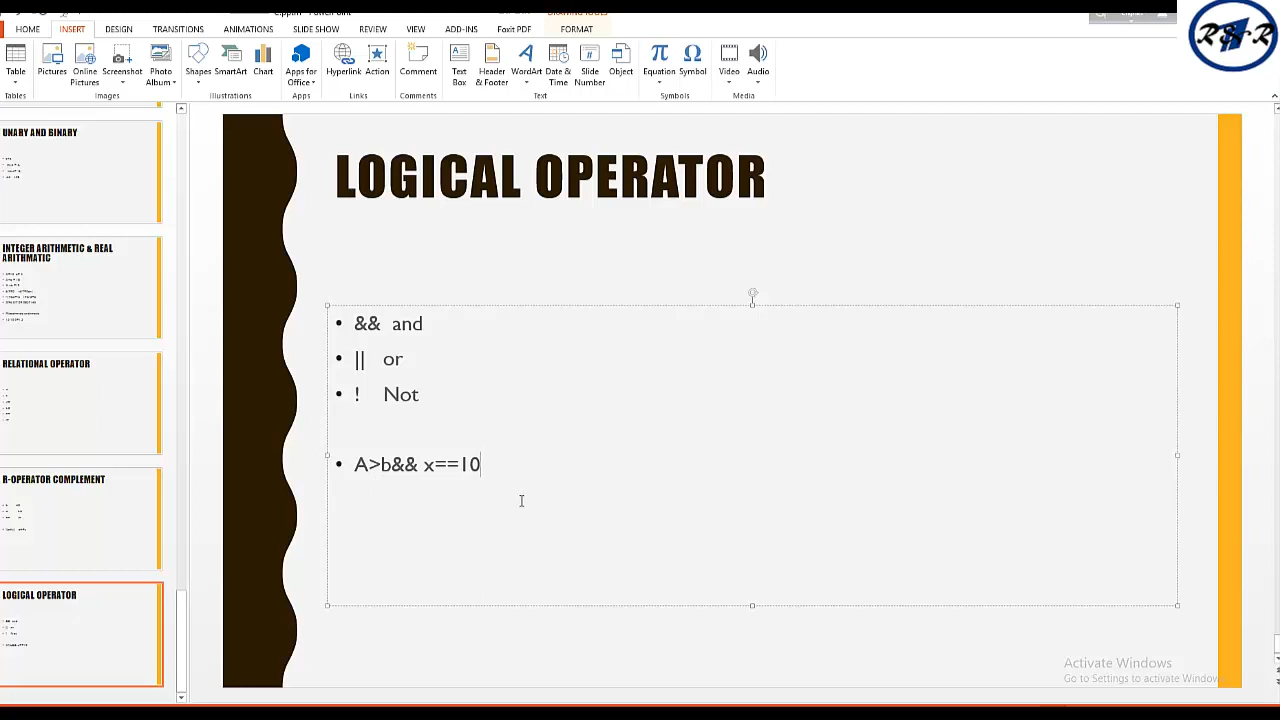 HOME INSERT DESIGN TRANSITIONS ANIMATIONS SLIDE SHOW REVIEW VIEW ADD-INS Foxit PDF FORMAT
Table Pictures Online Pictures Screenshot Photo Album Shapes SmartArt Chart Apps for Office Hyperlink Action Comment Text Box Header & Footer WordArt Date & Time Slide Number Object Equation Symbol Video Audio
Tables Images Illustrations Apps Links Comments Text Symbols Media
R&R
UNARY AND BINARY
INTEGER ARITHMETIC & REAL
ARITHMATIC
RELATIONAL OPERATOR
R-OPERATOR COMPLEMENT
LOGICAL OPERATOR
LOGICAL OPERATOR
• && and
• || or
• ! Not
• A>b&& x==10
Activate Windows
Go to Settings to activate Windows